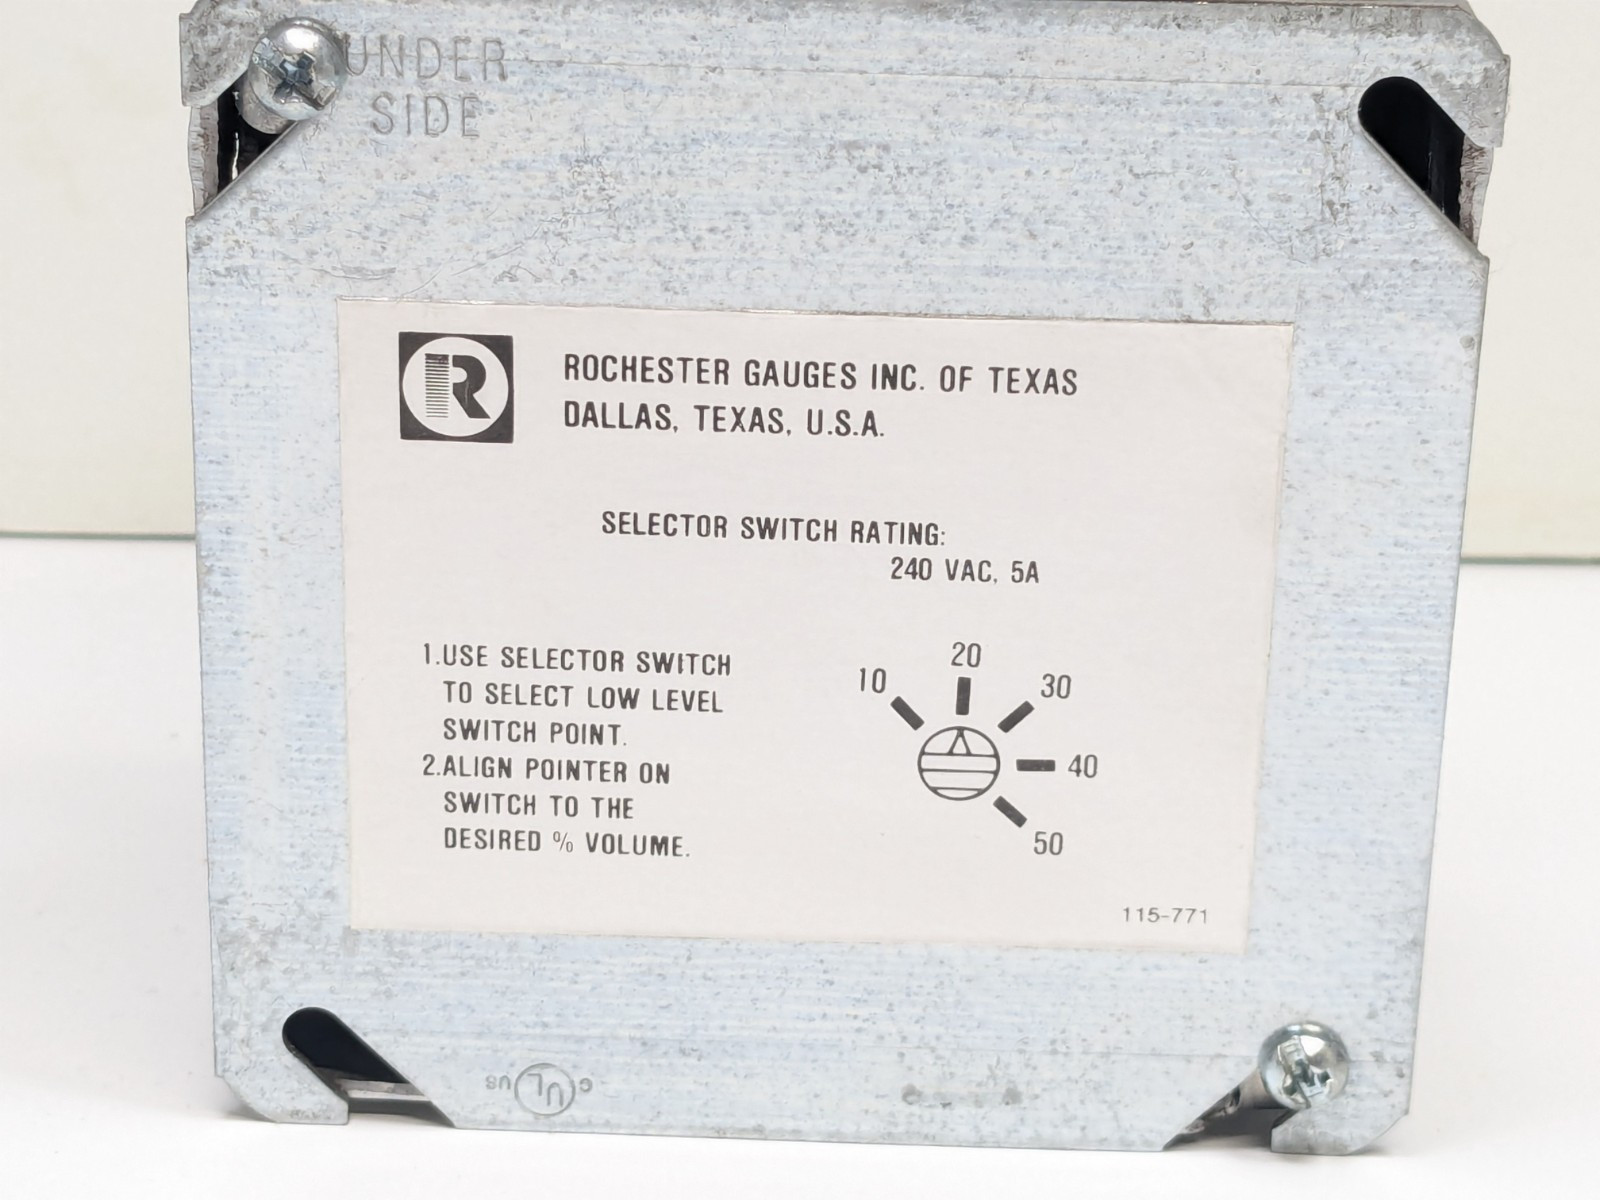 UNDER
SIDE
R
ROCHESTER GAUGES INC. OF TEXAS
DALLAS, TEXAS, U.S.A.
SELECTOR SWITCH RATING:
240 VAC, 5A
1.USE SELECTOR SWITCH
TO SELECT LOW LEVEL
SWITCH POINT.
2.ALIGN POINTER ON
SWITCH TO THE
DESIRED % VOLUME.
10
20
30
40
50
115-771
C UL US